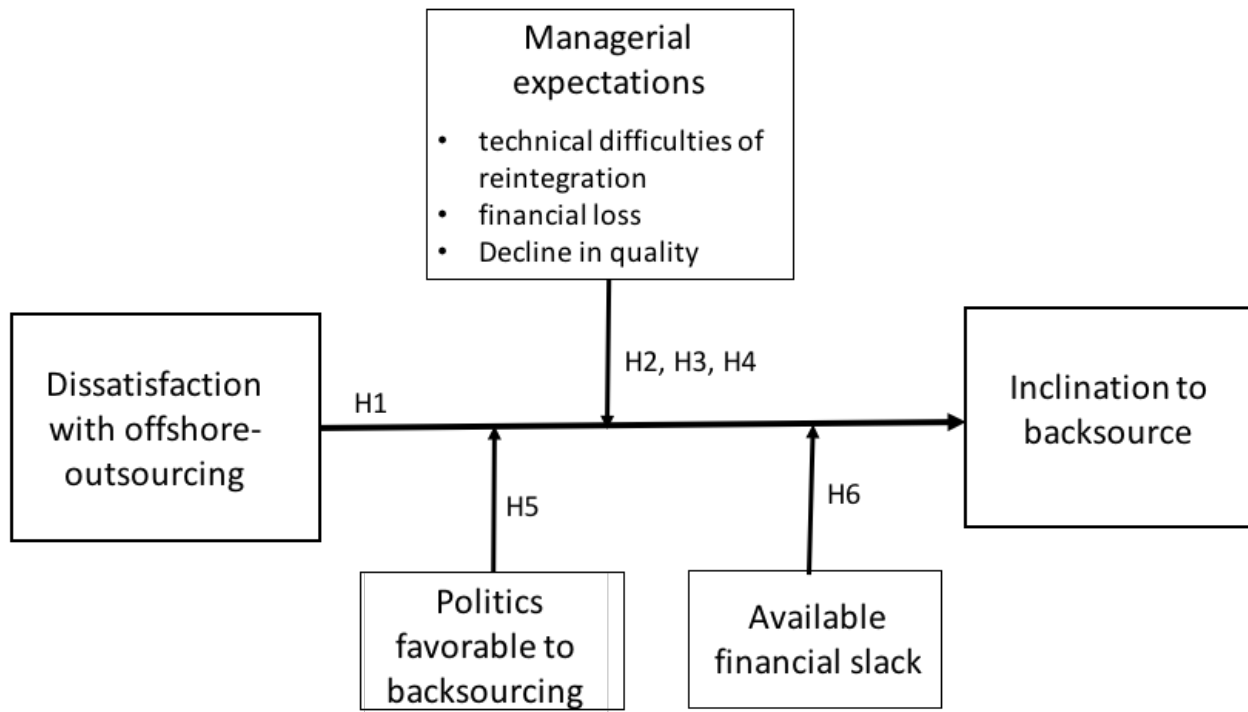 Managerial
expectations
• technical difficulties of
reintegration
• financial loss
• Decline in quality
H2, H3, H4
Dissatisfaction
with offshore-
outsourcing
H1
Inclination to
backsource
H5
H6
Politics
favorable to
backsourcing
Available
financial slack